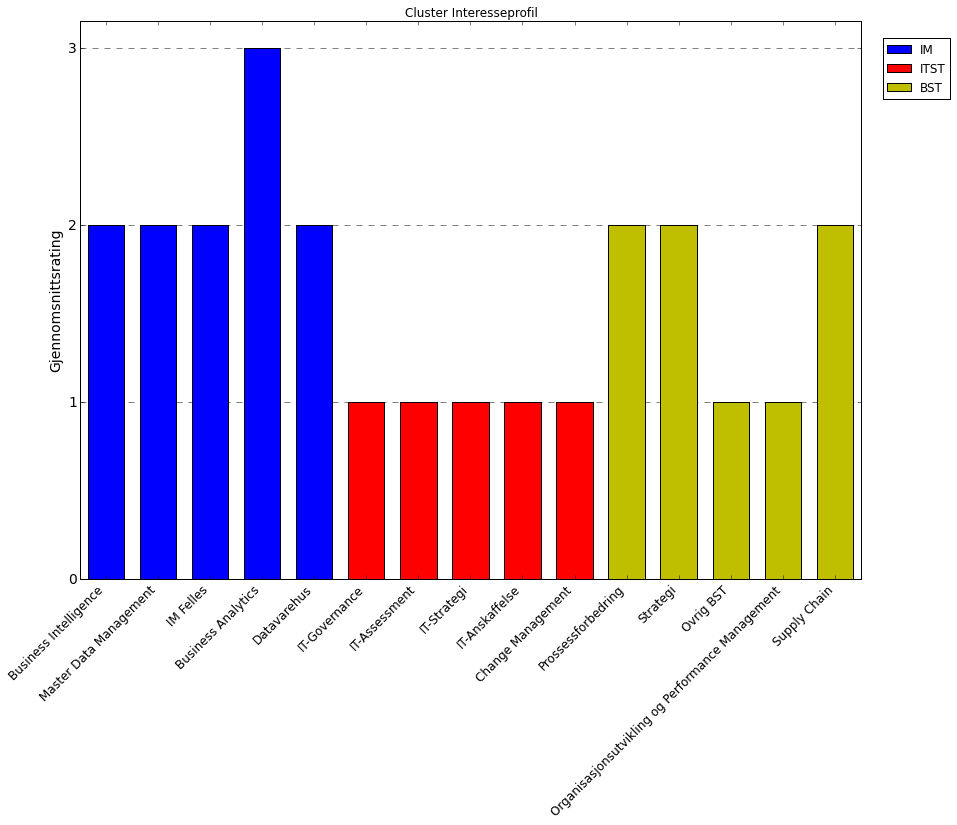 Cluster Interesseprofil
IM
ITST
BST
Gjennomsnittsrating
3
2
1
0
Business Intelligence
Master Data Management
IM Felles
Business Analytics
Datavarehus
IT-Governance
IT-Assessment
IT-Strategi
IT-Anskaffelse
Change Management
Prossessforbedring
Strategi
Ovrig BST
Organisasjonsutvikling og Performance Management
Supply Chain